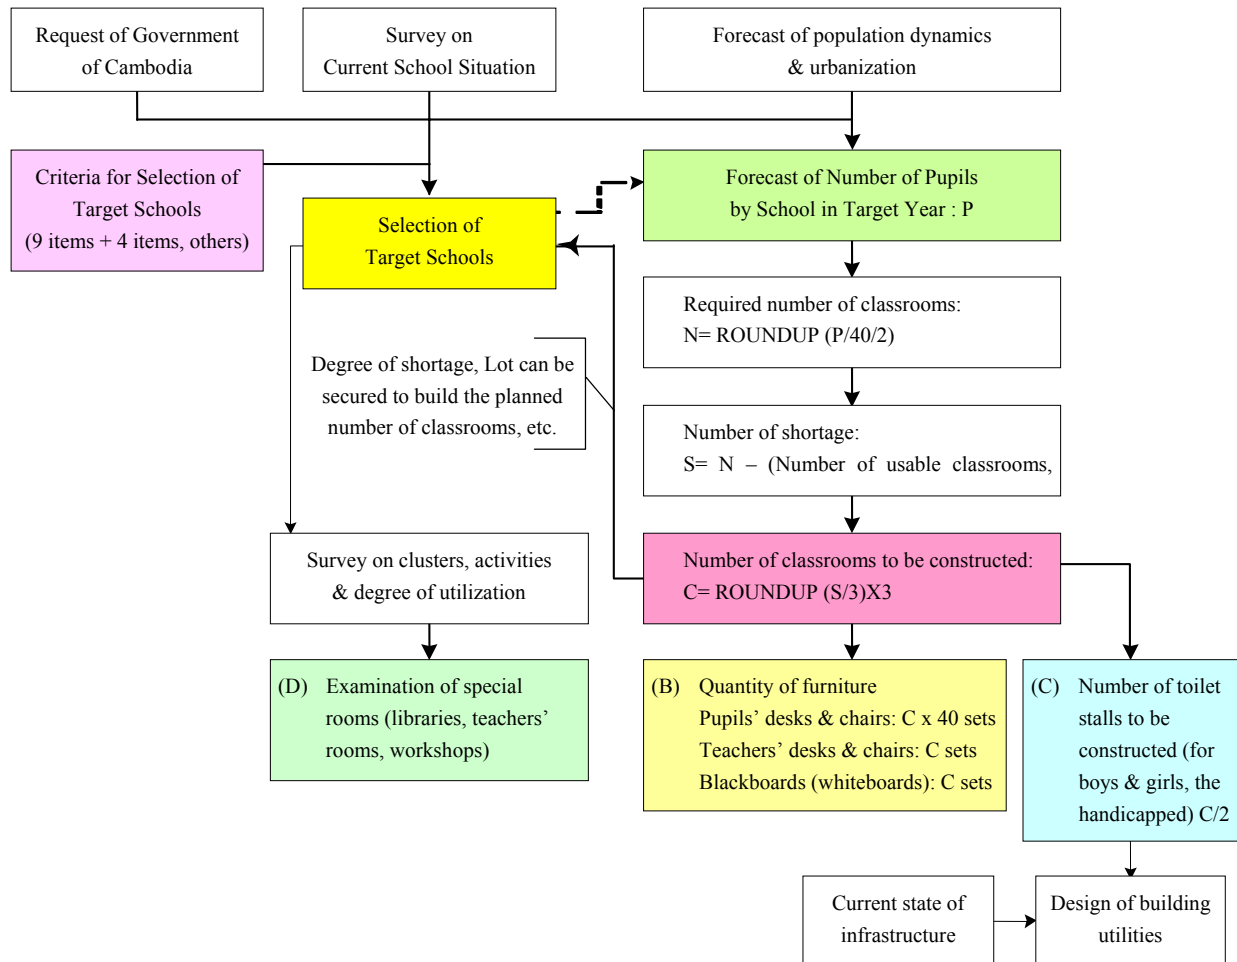 Request of Government
of Cambodia
Survey on
Current School Situation
Forecast of population dynamics
& urbanization
Criteria for Selection of
Target Schools
(9 items + 4 items, others)
Selection of
Target Schools
Forecast of Number of Pupils
by School in Target Year : P
Required number of classrooms:
N= ROUNDUP (P/40/2)
Degree of shortage, Lot can be
secured to build the planned
number of classrooms, etc.
Number of shortage:
S= N – (Number of usable classrooms,
Survey on clusters, activities
& degree of utilization
Number of classrooms to be constructed:
C= ROUNDUP (S/3)X3
(D) Examination of special
rooms (libraries, teachers’
rooms, workshops)
(B) Quantity of furniture
Pupils’ desks & chairs: C x 40 sets
Teachers’ desks & chairs: C sets
Blackboards (whiteboards): C sets
(C) Number of toilet
stalls to be
constructed (for
boys & girls, the
handicapped) C/2
Current state of
infrastructure
Design of building
utilities